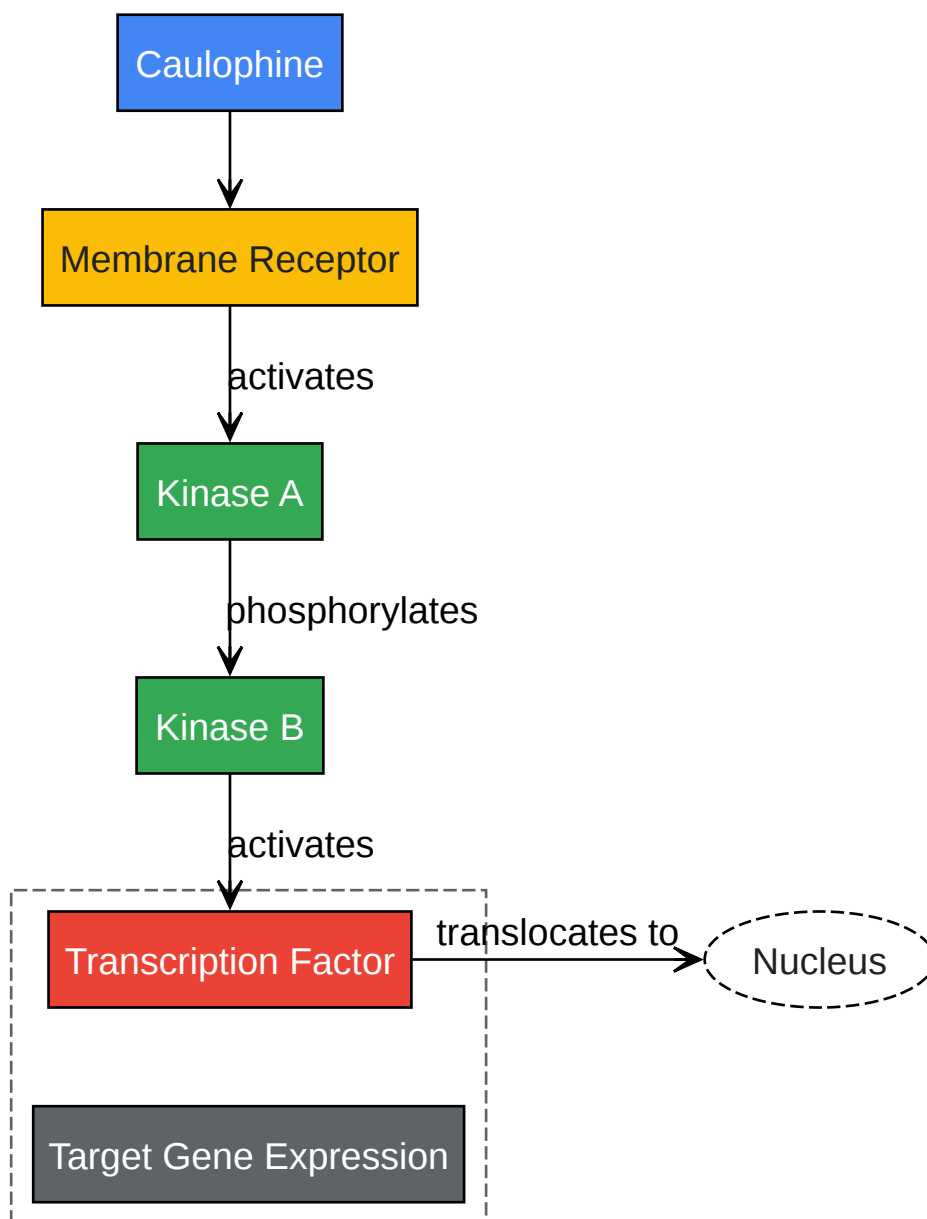 Caulophine
Membrane Receptor
activates
Kinase A
phosphorylates
Kinase B
activates
Transcription Factor
translocates to
Nucleus
Target Gene Expression